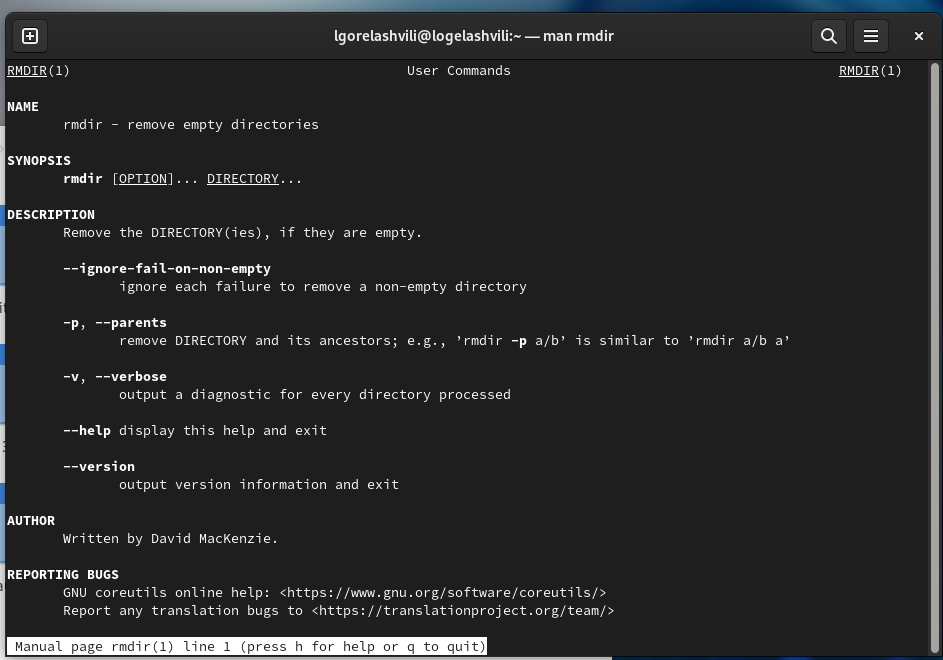 lgorelashvili@logelashvili:~ — man rmdir
RMDIR(1) User Commands RMDIR(1)
NAME
rmdir - remove empty directories
SYNOPSIS
rmdir [OPTION]... DIRECTORY...
DESCRIPTION
Remove the DIRECTORY(ies), if they are empty.
--ignore-fail-on-non-empty
ignore each failure to remove a non-empty directory
-p, --parents
remove DIRECTORY and its ancestors; e.g., ’rmdir -p a/b’ is similar to ’rmdir a/b a’
-v, --verbose
output a diagnostic for every directory processed
--help display this help and exit
--version
output version information and exit
AUTHOR
Written by David MacKenzie.
REPORTING BUGS
GNU coreutils online help: <https://www.gnu.org/software/coreutils/>
Report any translation bugs to <https://translationproject.org/team/>
Manual page rmdir(1) line 1 (press h for help or q to quit)